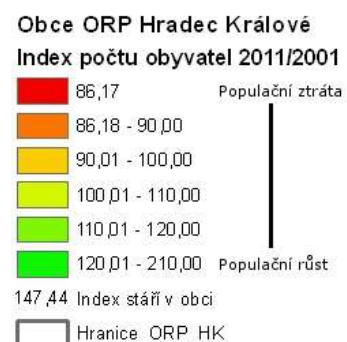 Obce ORP Hradec Králové
Index počtu obyvatel 2011/2001
86,17 Populační ztráta
86,18 - 90,00
90,01 - 100,00
100,01 - 110,00
110,01 - 120,00
120,01 - 210,00 Populační růst
147,44 Index stáří v obci
Hranice ORP HK